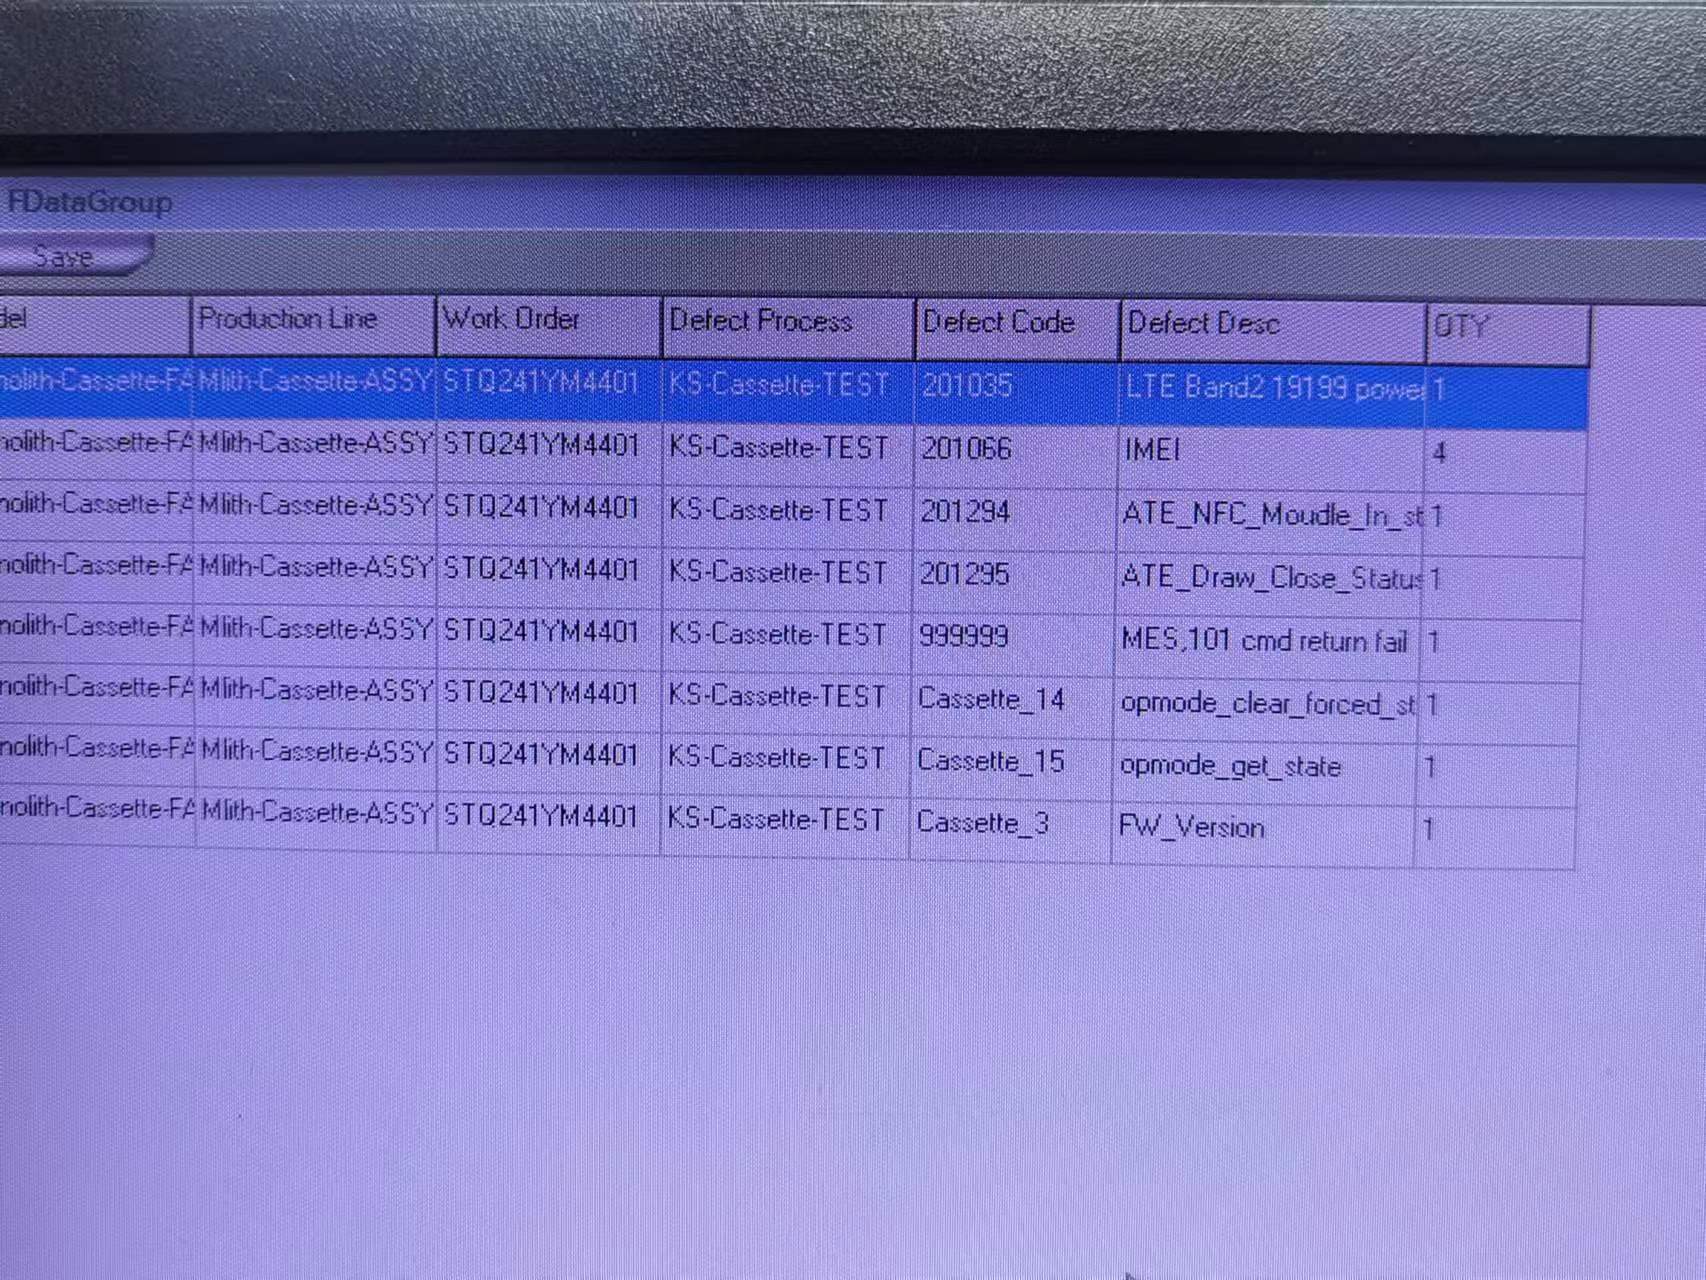 FDataGroup
Save
del Production Line Work Order Defect Process Defect Code Defect Desc QTY
nolith-Cassette-FA Mlith-Cassette-ASSY STQ241YM4401 KS-Cassette-TEST 201035 LTE Band2 19199 power 1
nolith-Cassette-FA Mlith-Cassette-ASSY STQ241YM4401 KS-Cassette-TEST 201066 IMEI 4
nolith-Cassette-FA Mlith-Cassette-ASSY STQ241YM4401 KS-Cassette-TEST 201294 ATE_NFC_Moudle_In_st 1
nolith-Cassette-FA Mlith-Cassette-ASSY STQ241YM4401 KS-Cassette-TEST 201295 ATE_Draw_Close_Status 1
nolith-Cassette-FA Mlith-Cassette-ASSY STQ241YM4401 KS-Cassette-TEST 999999 MES,101 cmd return fail 1
nolith-Cassette-FA Mlith-Cassette-ASSY STQ241YM4401 KS-Cassette-TEST Cassette_14 opmode_clear_forced_st 1
nolith-Cassette-FA Mlith-Cassette-ASSY STQ241YM4401 KS-Cassette-TEST Cassette_15 opmode_get_state 1
nolith-Cassette-FA Mlith-Cassette-ASSY STQ241YM4401 KS-Cassette-TEST Cassette_3 FW_Version 1